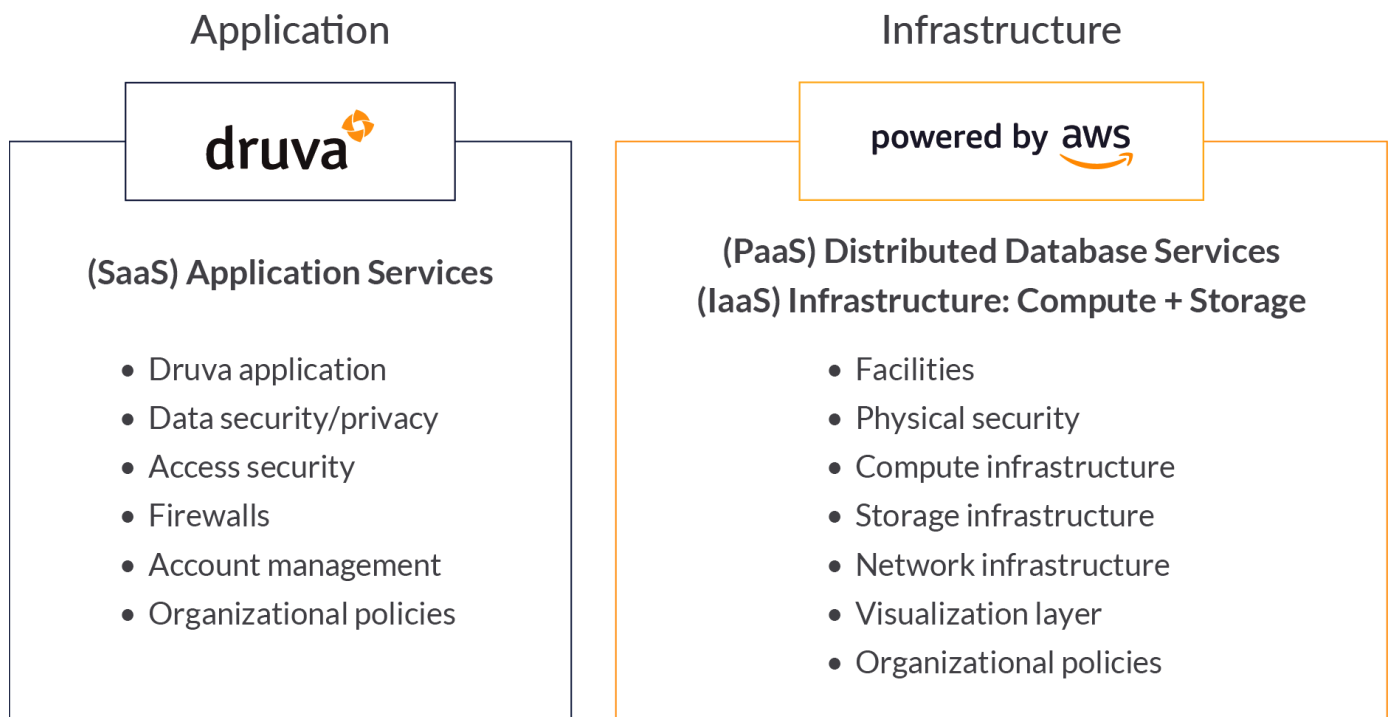 Application
druva
(SaaS) Application Services
• Druva application
• Data security/privacy
• Access security
• Firewalls
• Account management
• Organizational policies
Infrastructure
powered by aws
(PaaS) Distributed Database Services
(IaaS) Infrastructure: Compute + Storage
• Facilities
• Physical security
• Compute infrastructure
• Storage infrastructure
• Network infrastructure
• Visualization layer
• Organizational policies